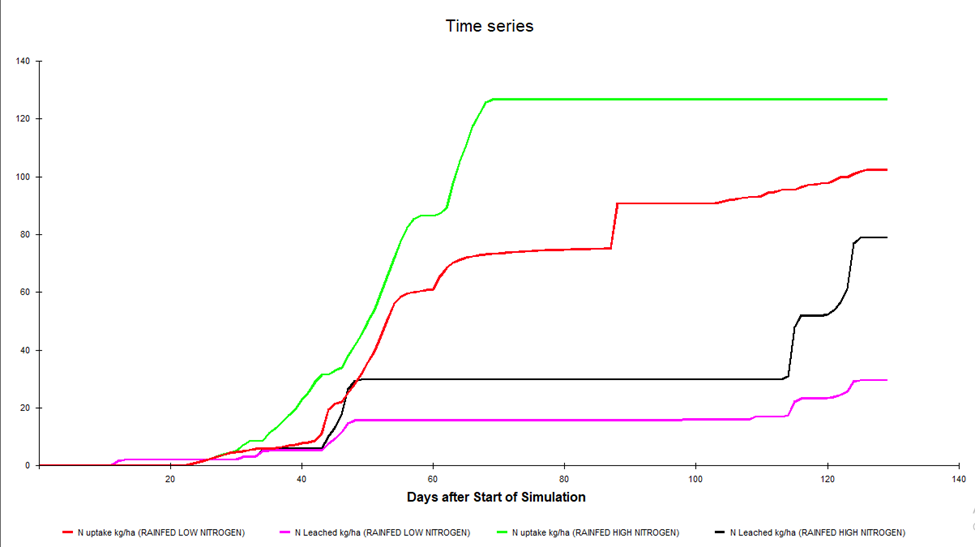 Time series
140
120
100
80
60
40
20
0
20 40 60 80 100 120 140
Days after Start of Simulation
N uptake kg/ha (RAINFED LOW NITROGEN) N Leached kg/ha (RAINFED LOW NITROGEN) N uptake kg/ha (RAINFED HIGH NITROGEN) N Leached kg/ha (RAINFED HIGH NITROGEN)